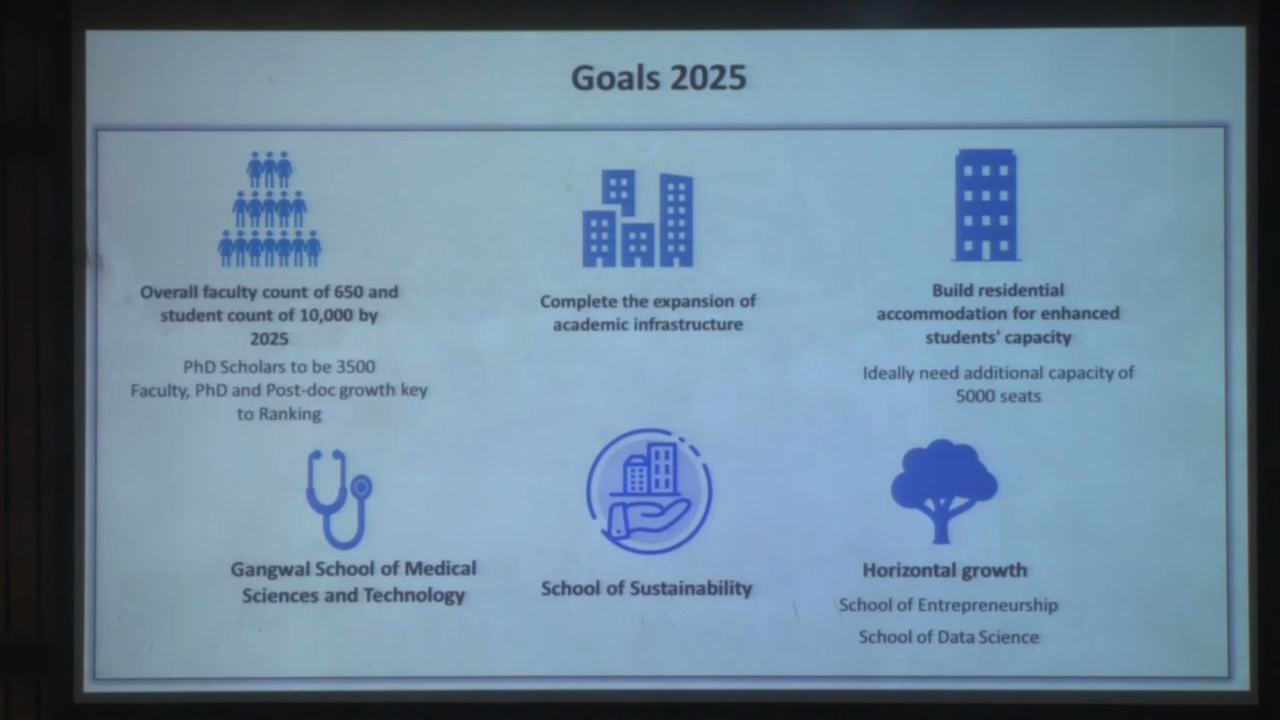 Goals 2025
Overall faculty count of 650 and
student count of 10,000 by
2025
PhD Scholars to be 3500
Faculty, PhD and Post-doc growth key
to Ranking
Complete the expansion of
academic infrastructure
Build residential
accommodation for enhanced
students' capacity
Ideally need additional capacity of
5000 seats
Gangwal School of Medical
Sciences and Technology
School of Sustainability
Horizontal growth
School of Entrepreneurship
School of Data Science